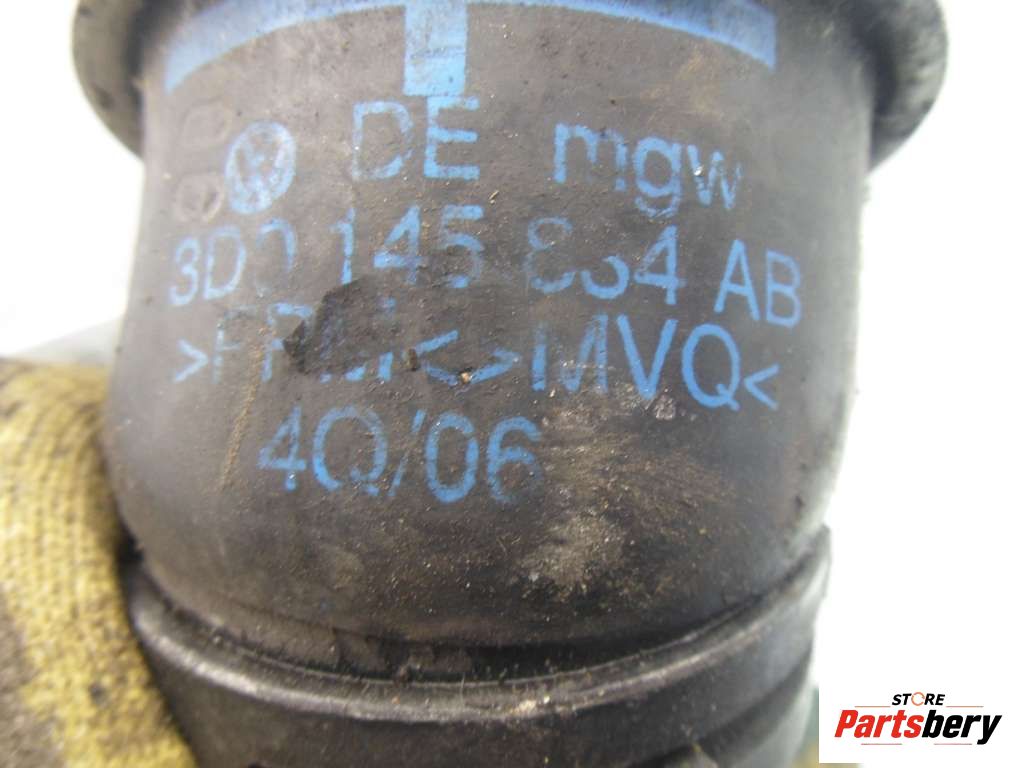 DE mgw
3D0 145 834 AB
>MVQ<
4Q/06
STORE
Partsbery